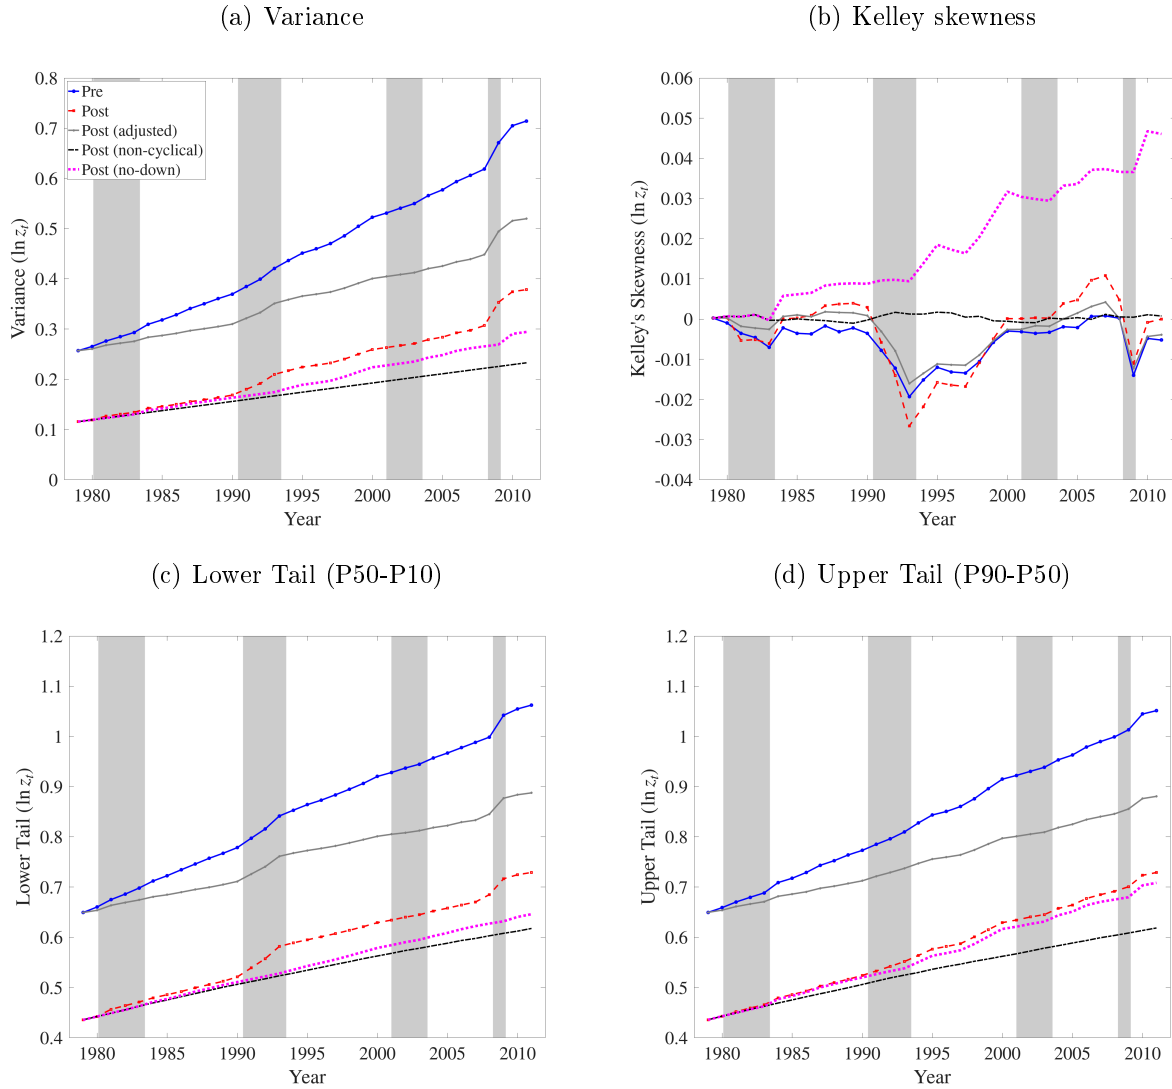 (a) Variance
(b) Kelley skewness
0.8
0.7
0.6
0.5
0.4
0.3
0.2
0.1
0
Variance (ln z_t)
Pre
Post
Post (adjusted)
Post (non-cyclical)
Post (no-down)
1980 1985 1990 1995 2000 2005 2010
Year
0.06
0.05
0.04
0.03
0.02
0.01
0
-0.01
-0.02
-0.03
-0.04
Kelley's Skewness (ln z_t)
1980 1985 1990 1995 2000 2005 2010
Year
(c) Lower Tail (P50-P10)
(d) Upper Tail (P90-P50)
1.2
1.1
1
0.9
0.8
0.7
0.6
0.5
0.4
Lower Tail (ln z_t)
1980 1985 1990 1995 2000 2005 2010
Year
1.2
1.1
1
0.9
0.8
0.7
0.6
0.5
0.4
Upper Tail (ln z_t)
1980 1985 1990 1995 2000 2005 2010
Year